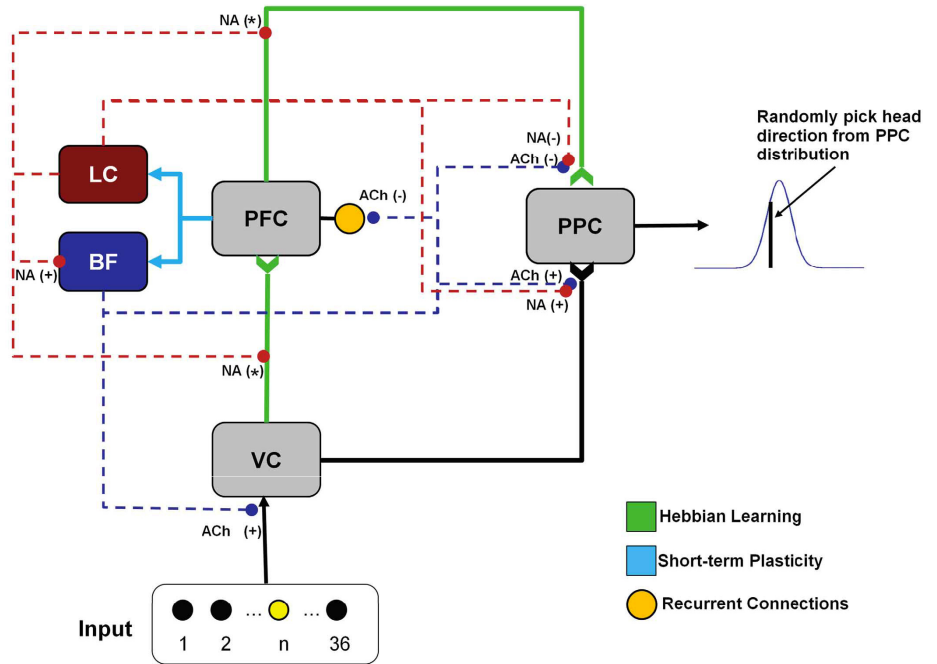 NA (*)
Randomly pick head
direction from PPC
distribution
NA(-)
ACh (-)
LC
PFC
ACh (-)
PPC
BF
NA (+)
ACh (+)
NA (+)
NA (*)
VC
ACh (+)
Hebbian Learning
Short-term Plasticity
Recurrent Connections
Input
... ...
1 2 n 36